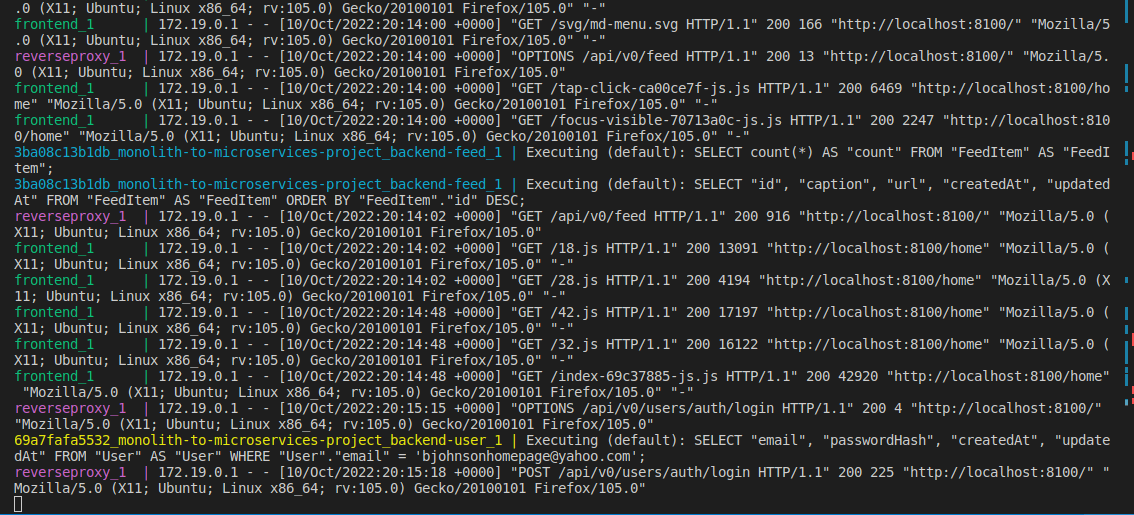 .0 (X11; Ubuntu; Linux x86_64; rv:105.0) Gecko/20100101 Firefox/105.0" "-"
frontend_1      | 172.19.0.1 - - [10/Oct/2022:20:14:00 +0000] "GET /svg/md-menu.svg HTTP/1.1" 200 166 "http://localhost:8100/" "Mozilla/5
.0 (X11; Ubuntu; Linux x86_64; rv:105.0) Gecko/20100101 Firefox/105.0" "-"
reverseproxy_1  | 172.19.0.1 - - [10/Oct/2022:20:14:00 +0000] "OPTIONS /api/v0/feed HTTP/1.1" 200 13 "http://localhost:8100/" "Mozilla/5.
0 (X11; Ubuntu; Linux x86_64; rv:105.0) Gecko/20100101 Firefox/105.0"
frontend_1      | 172.19.0.1 - - [10/Oct/2022:20:14:00 +0000] "GET /tap-click-ca00ce7f-js.js HTTP/1.1" 200 6469 "http://localhost:8100/ho
me" "Mozilla/5.0 (X11; Ubuntu; Linux x86_64; rv:105.0) Gecko/20100101 Firefox/105.0" "-"
frontend_1      | 172.19.0.1 - - [10/Oct/2022:20:14:00 +0000] "GET /focus-visible-70713a0c-js.js HTTP/1.1" 200 2247 "http://localhost:810
0/home" "Mozilla/5.0 (X11; Ubuntu; Linux x86_64; rv:105.0) Gecko/20100101 Firefox/105.0" "-"
3ba08c13b1db_monolith-to-microservices-project_backend-feed_1 | Executing (default): SELECT count(*) AS "count" FROM "FeedItem" AS "FeedI
tem";
3ba08c13b1db_monolith-to-microservices-project_backend-feed_1 | Executing (default): SELECT "id", "caption", "url", "createdAt", "updated
At" FROM "FeedItem" AS "FeedItem" ORDER BY "FeedItem"."id" DESC;
reverseproxy_1  | 172.19.0.1 - - [10/Oct/2022:20:14:02 +0000] "GET /api/v0/feed HTTP/1.1" 200 916 "http://localhost:8100/" "Mozilla/5.0 (
X11; Ubuntu; Linux x86_64; rv:105.0) Gecko/20100101 Firefox/105.0"
frontend_1      | 172.19.0.1 - - [10/Oct/2022:20:14:02 +0000] "GET /18.js HTTP/1.1" 200 13091 "http://localhost:8100/home" "Mozilla/5.0 (
X11; Ubuntu; Linux x86_64; rv:105.0) Gecko/20100101 Firefox/105.0" "-"
frontend_1      | 172.19.0.1 - - [10/Oct/2022:20:14:02 +0000] "GET /28.js HTTP/1.1" 200 4194 "http://localhost:8100/home" "Mozilla/5.0 (X
11; Ubuntu; Linux x86_64; rv:105.0) Gecko/20100101 Firefox/105.0" "-"
frontend_1      | 172.19.0.1 - - [10/Oct/2022:20:14:48 +0000] "GET /42.js HTTP/1.1" 200 17197 "http://localhost:8100/home" "Mozilla/5.0 (
X11; Ubuntu; Linux x86_64; rv:105.0) Gecko/20100101 Firefox/105.0" "-"
frontend_1      | 172.19.0.1 - - [10/Oct/2022:20:14:48 +0000] "GET /32.js HTTP/1.1" 200 16122 "http://localhost:8100/home" "Mozilla/5.0 (
X11; Ubuntu; Linux x86_64; rv:105.0) Gecko/20100101 Firefox/105.0" "-"
frontend_1      | 172.19.0.1 - - [10/Oct/2022:20:14:48 +0000] "GET /index-69c37885-js.js HTTP/1.1" 200 42920 "http://localhost:8100/home"
 "Mozilla/5.0 (X11; Ubuntu; Linux x86_64; rv:105.0) Gecko/20100101 Firefox/105.0" "-"
reverseproxy_1  | 172.19.0.1 - - [10/Oct/2022:20:15:15 +0000] "OPTIONS /api/v0/users/auth/login HTTP/1.1" 200 4 "http://localhost:8100/"
"Mozilla/5.0 (X11; Ubuntu; Linux x86_64; rv:105.0) Gecko/20100101 Firefox/105.0"
69a7fafa5532_monolith-to-microservices-project_backend-user_1 | Executing (default): SELECT "email", "passwordHash", "createdAt", "update
dAt" FROM "User" AS "User" WHERE "User"."email" = 'bjohnsonhomepage@yahoo.com';
reverseproxy_1  | 172.19.0.1 - - [10/Oct/2022:20:15:18 +0000] "POST /api/v0/users/auth/login HTTP/1.1" 200 225 "http://localhost:8100/" "
Mozilla/5.0 (X11; Ubuntu; Linux x86_64; rv:105.0) Gecko/20100101 Firefox/105.0"